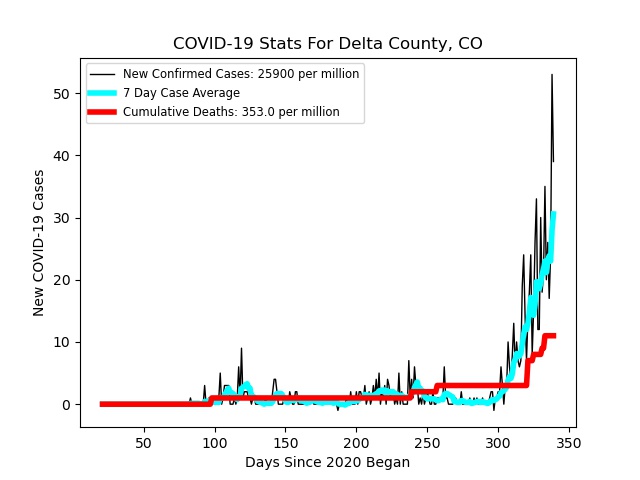 COVID-19 Stats For Delta County, CO
New Confirmed Cases: 25900 per million
7 Day Case Average
Cumulative Deaths: 353.0 per million
New COVID-19 Cases
50
40
30
20
10
0
50 100 150 200 250 300 350
Days Since 2020 Began